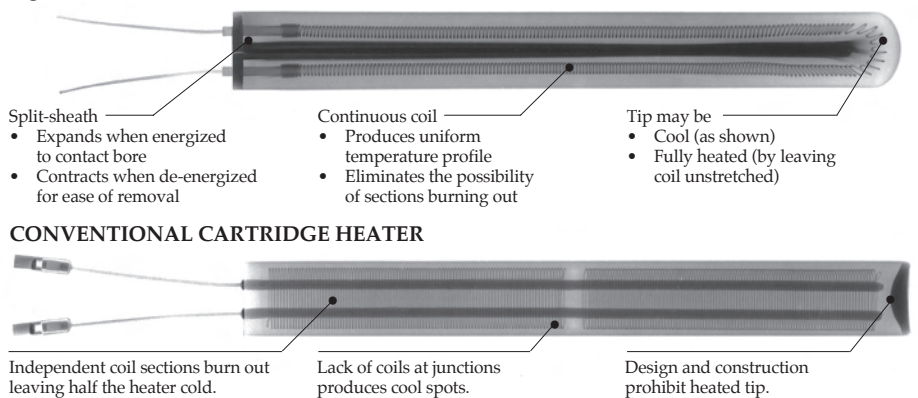 Split-sheath
• Expands when energized
to contact bore
• Contracts when de-energized
for ease of removal
Continuous coil
• Produces uniform
temperature profile
• Eliminates the possibility
of sections burning out
Tip may be
• Cool (as shown)
• Fully heated (by leaving
coil unstretched)
CONVENTIONAL CARTRIDGE HEATER
Independent coil sections burn out
leaving half the heater cold.
Lack of coils at junctions
produces cool spots.
Design and construction
prohibit heated tip.